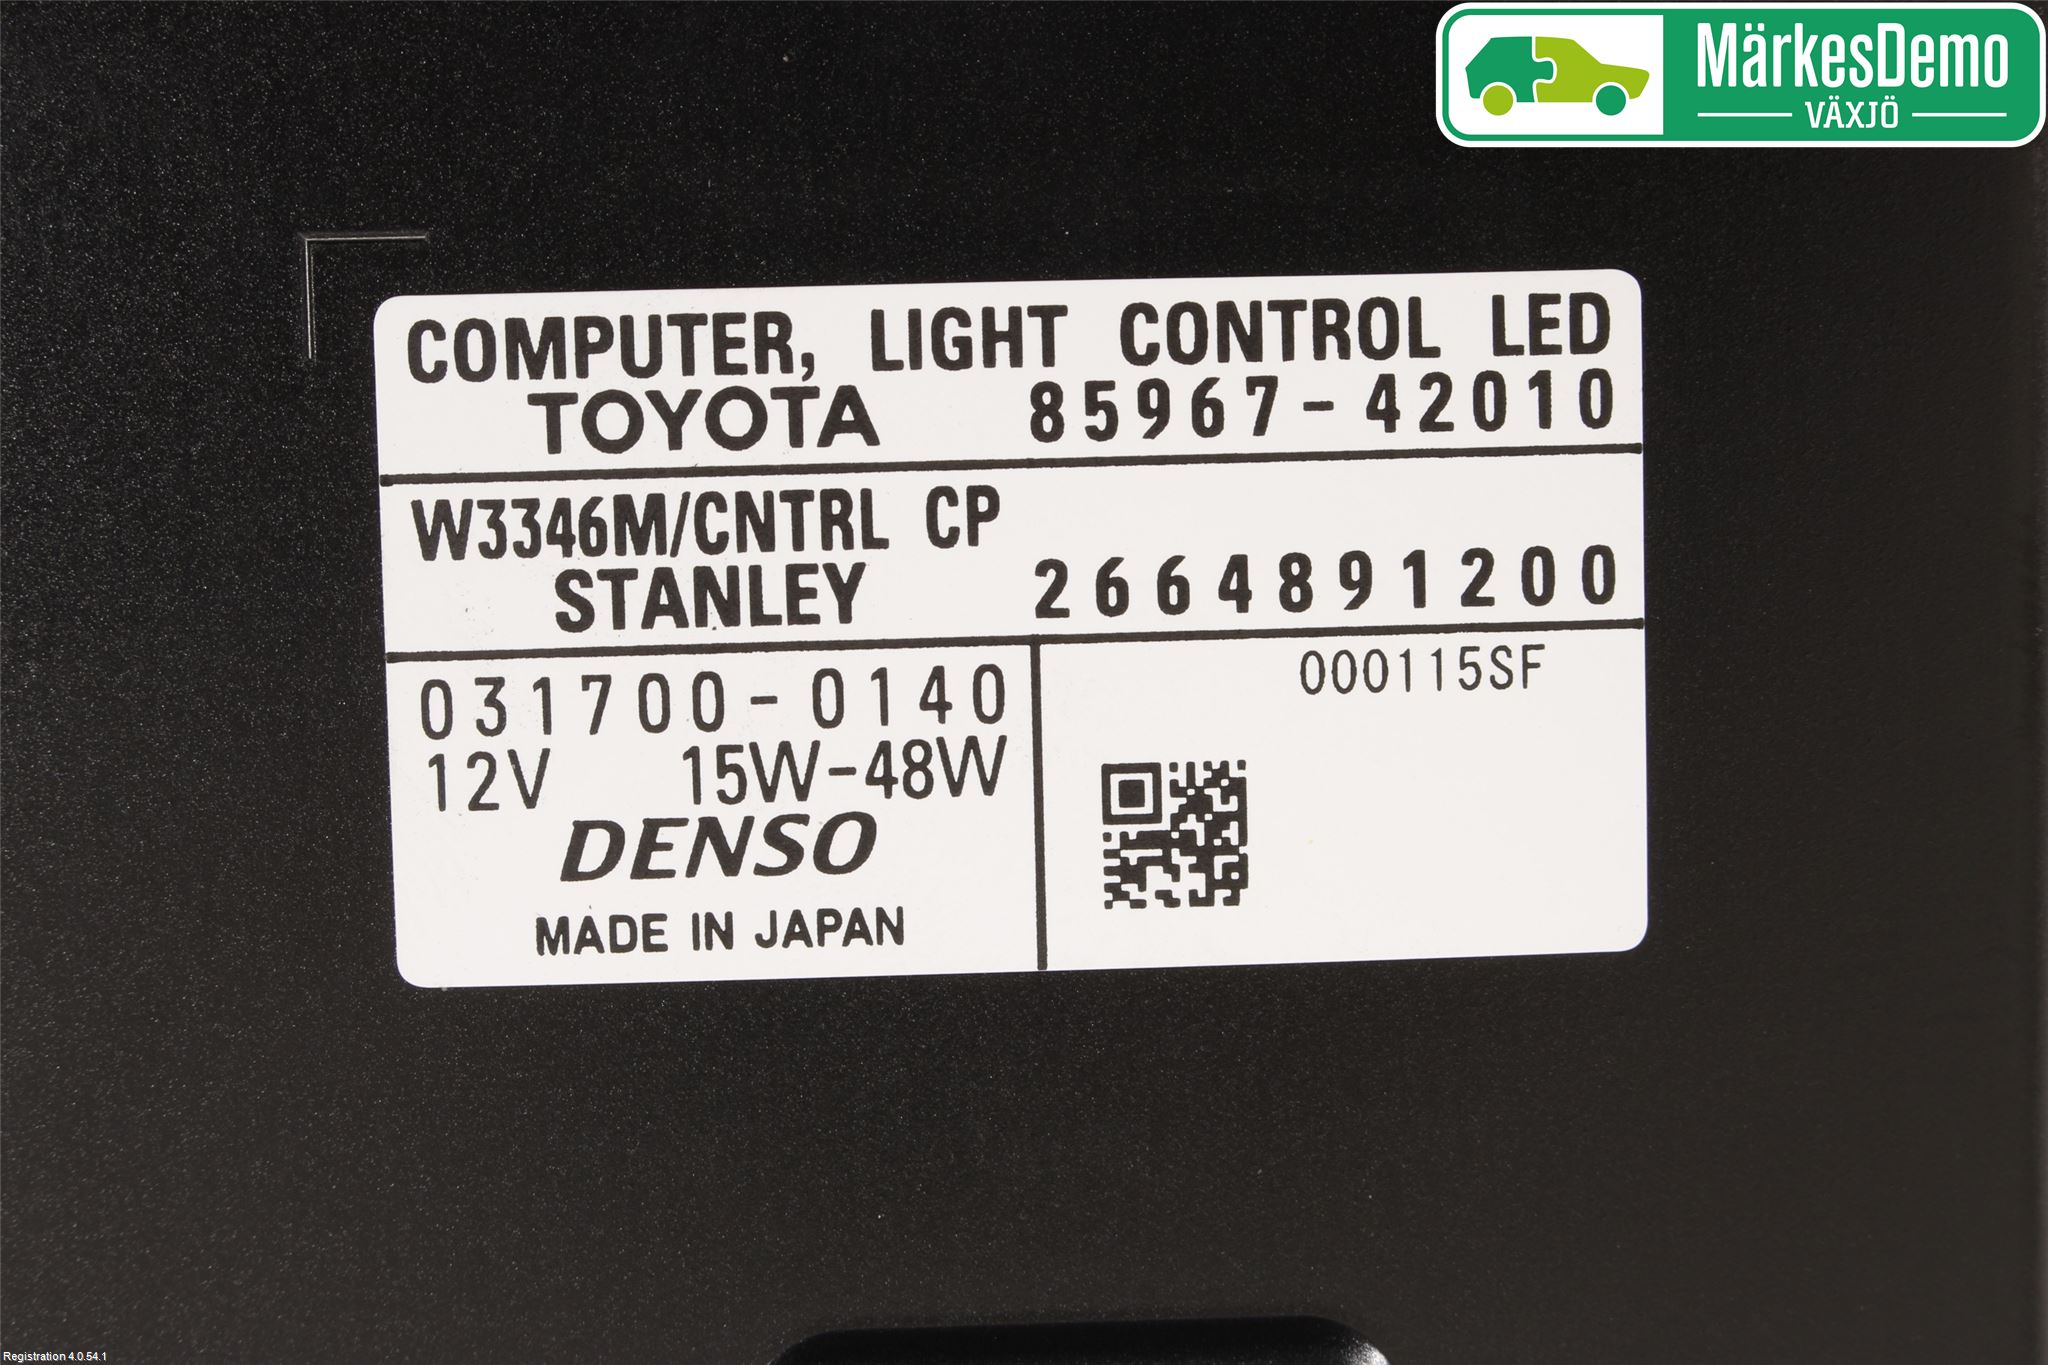 MärkesDemo
VÄXJÖ
COMPUTER, LIGHT CONTROL LED
TOYOTA 85967-42010
W3346M/CNTRL CP
STANLEY 2664891200
031700-0140
000115SF
12V 15W-48W
DENSO
MADE IN JAPAN
Registration 4.0.54.1